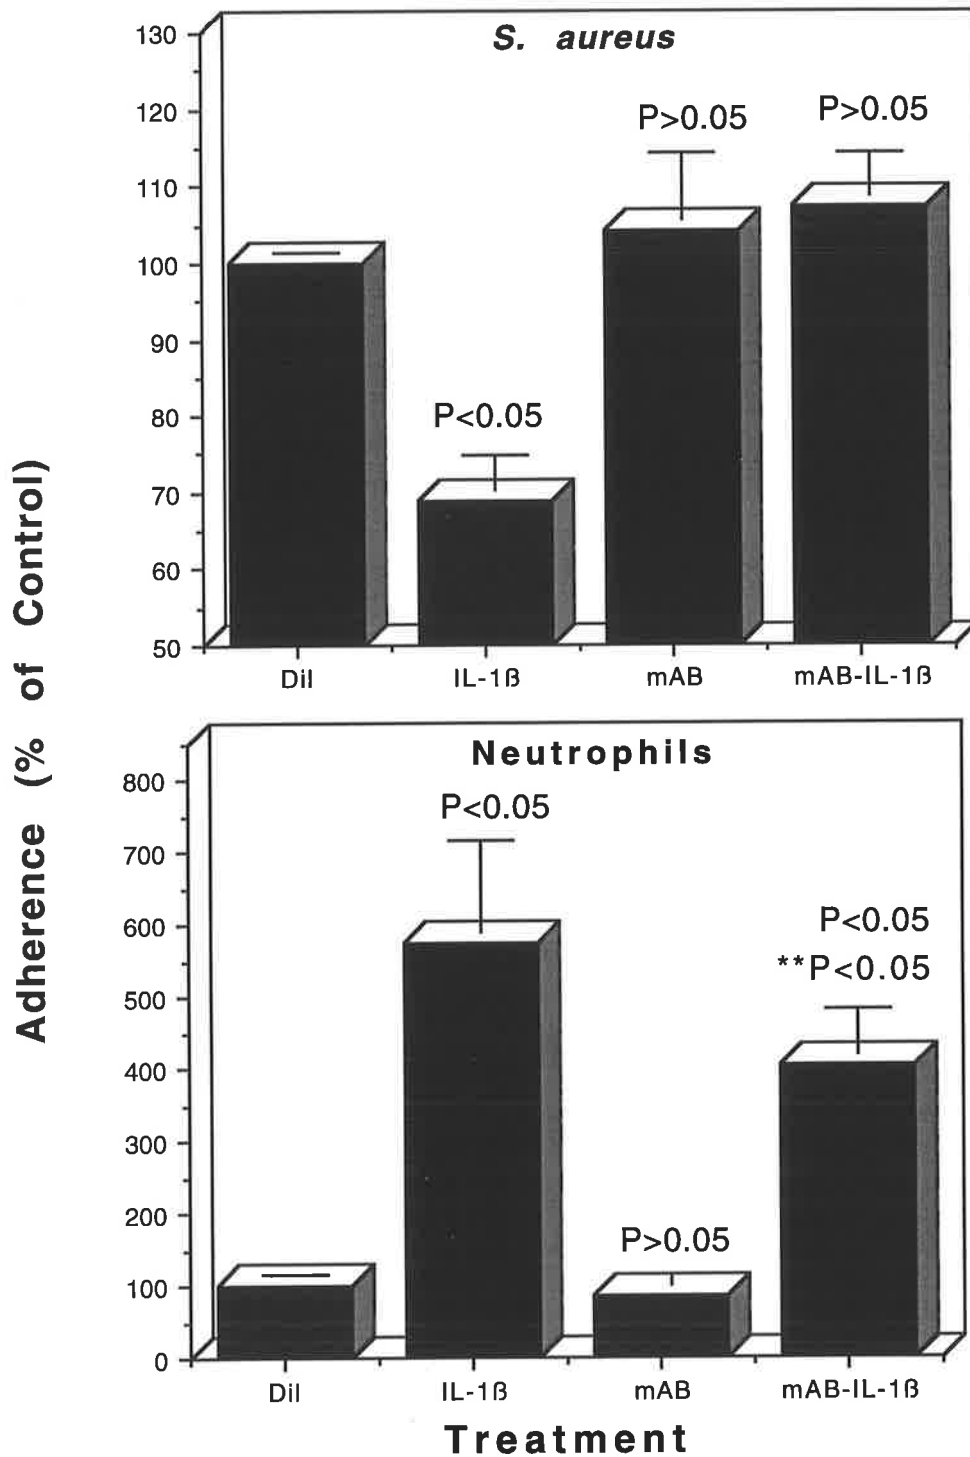 S. aureus
130
120
110
100
90
80
70
60
50
P<0.05
P>0.05
P>0.05
Dil
IL-1ß
mAB
mAB-IL-1ß
Adherence (% of Control)
Neutrophils
800
700
600
500
400
300
200
100
0
P<0.05
P>0.05
P<0.05
**P<0.05
Dil
IL-1ß
mAB
mAB-IL-1ß
Treatment